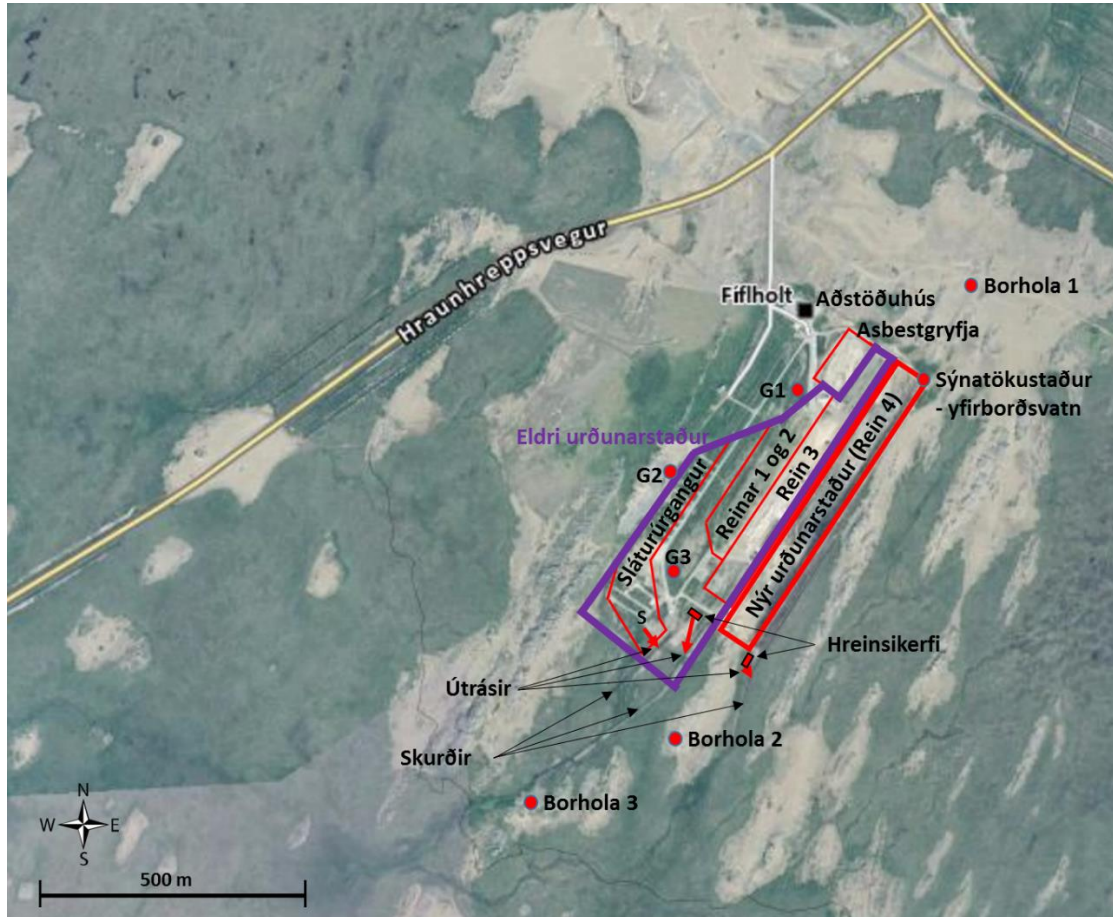 Hraunhreppsvegur
Fíflholt
Aðstöðuhús
Borhola 1
Asbestgryfja
Sýnatökustaður
- yfirborðsvatn
G1
Eldri urðunarstaður
G2
Sláturúrgangur
Reinar 1 og 2
Rein 3
Nýr urðunarstaður (Rein 4)
G3
S
Hreinsikerfi
Útrásir
Skurðir
Borhola 2
Borhola 3
N
W E
S
500 m